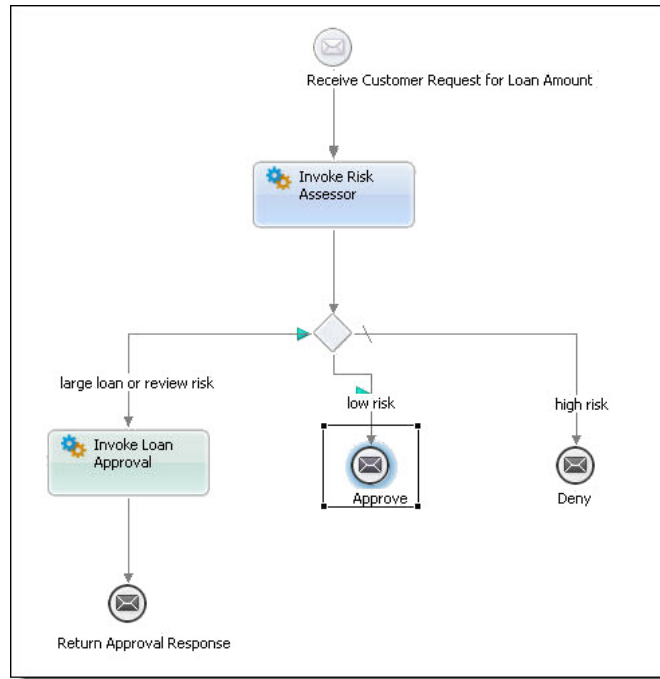 Receive Customer Request for Loan Amount
Invoke Risk
Assessor
large loan or review risk
low risk
high risk
Invoke Loan
Approval
Approve
Deny
Return Approval Response